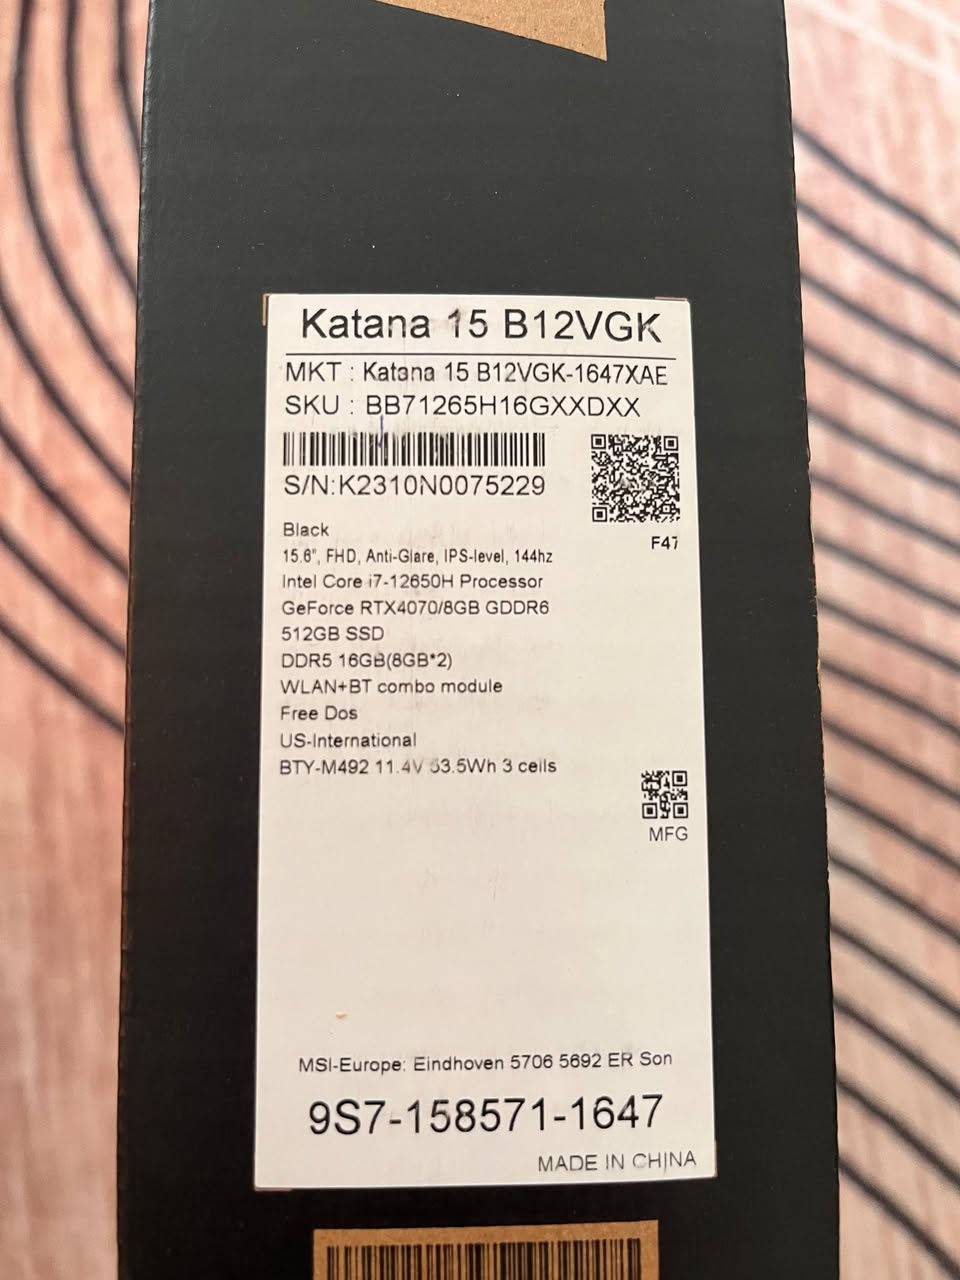 Katana 15 B12VGK
MKT : Katana 15 B12VGK-1647XAE
SKU : BB71265H16GXXDXX
S/N:K2310N0075229
F47
Black
15.6", FHD, Anti-Glare, IPS-level, 144hz
Intel Core i7-12650H Processor
GeForce RTX4070/8GB GDDR6
512GB SSD
DDR5 16GB(8GB*2)
WLAN+BT combo module
Free Dos
US-International
BTY-M492 11.4V 53.5Wh 3 cells
MFG
MSI-Europe: Eindhoven 5706 5692 ER Son
9S7-158571-1647
MADE IN CHINA